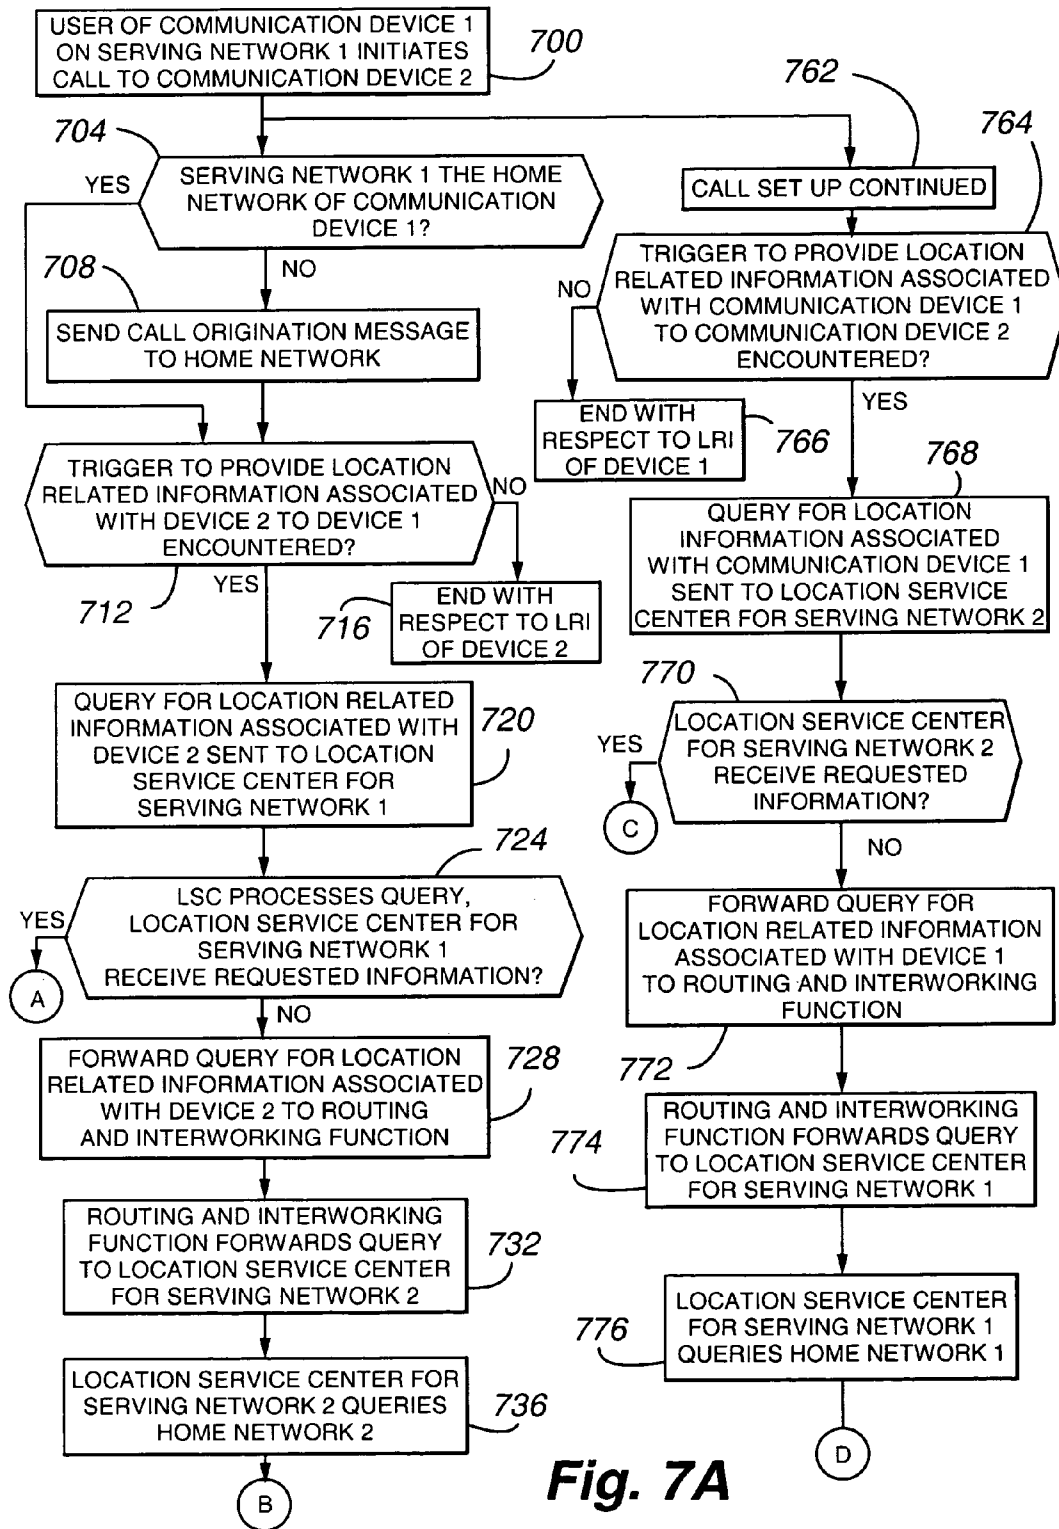 USER OF COMMUNICATION DEVICE 1
ON SERVING NETWORK 1 INITIATES
CALL TO COMMUNICATION DEVICE 2
700
704
YES
SERVING NETWORK 1 THE HOME
NETWORK OF COMMUNICATION
DEVICE 1?
NO
708
SEND CALL ORIGINATION MESSAGE
TO HOME NETWORK
TRIGGER TO PROVIDE LOCATION
RELATED INFORMATION ASSOCIATED
WITH DEVICE 2 TO DEVICE 1
ENCOUNTERED?
NO
YES
712
716
END WITH
RESPECT TO LRI
OF DEVICE 2
QUERY FOR LOCATION RELATED
INFORMATION ASSOCIATED WITH
DEVICE 2 SENT TO LOCATION
SERVICE CENTER FOR
SERVING NETWORK 1
720
724
YES
LSC PROCESSES QUERY,
LOCATION SERVICE CENTER FOR
SERVING NETWORK 1
RECEIVE REQUESTED INFORMATION?
A
NO
FORWARD QUERY FOR LOCATION
RELATED INFORMATION ASSOCIATED
WITH DEVICE 2 TO ROUTING
AND INTERWORKING FUNCTION
728
ROUTING AND INTERWORKING
FUNCTION FORWARDS QUERY
TO LOCATION SERVICE CENTER
FOR SERVING NETWORK 2
732
LOCATION SERVICE CENTER FOR
SERVING NETWORK 2 QUERIES
HOME NETWORK 2
736
B
762
764
CALL SET UP CONTINUED
TRIGGER TO PROVIDE LOCATION
RELATED INFORMATION ASSOCIATED
WITH COMMUNICATION DEVICE 1
TO COMMUNICATION DEVICE 2
ENCOUNTERED?
NO
YES
END WITH
RESPECT TO LRI
OF DEVICE 1
766
768
QUERY FOR LOCATION
INFORMATION ASSOCIATED
WITH COMMUNICATION DEVICE 1
SENT TO LOCATION SERVICE
CENTER FOR SERVING NETWORK 2
770
YES
LOCATION SERVICE CENTER
FOR SERVING NETWORK 2
RECEIVE REQUESTED
INFORMATION?
C
NO
FORWARD QUERY FOR
LOCATION RELATED INFORMATION
ASSOCIATED WITH DEVICE 1
TO ROUTING AND INTERWORKING
FUNCTION
772
ROUTING AND INTERWORKING
FUNCTION FORWARDS QUERY
TO LOCATION SERVICE CENTER
FOR SERVING NETWORK 1
774
LOCATION SERVICE CENTER
FOR SERVING NETWORK 1
QUERIES HOME NETWORK 1
776
D
Fig. 7A